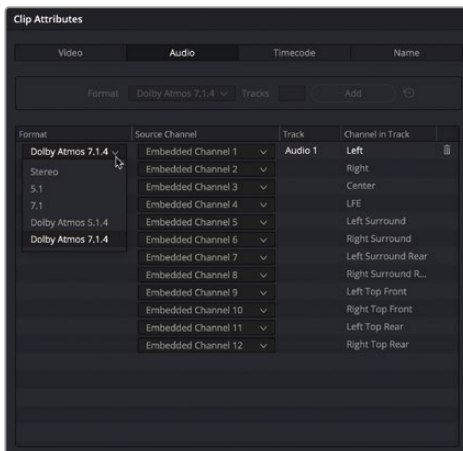 Clip Attributes
Video Audio Timecode Name
Format Dolby Atmos 7.1.4 Tracks Add
Format Source Channel Track Channel in Track
Dolby Atmos 7.1.4 Embedded Channel 1 Audio 1 Left
Stereo Embedded Channel 2 Right
5.1 Embedded Channel 3 Center
7.1 Embedded Channel 4 LFE
Dolby Atmos 5.1.4 Embedded Channel 5 Left Surround
Dolby Atmos 7.1.4 Embedded Channel 6 Right Surround
Embedded Channel 7 Left Surround Rear
Embedded Channel 8 Right Surround R...
Embedded Channel 9 Left Top Front
Embedded Channel 10 Right Top Front
Embedded Channel 11 Left Top Rear
Embedded Channel 12 Right Top Rear